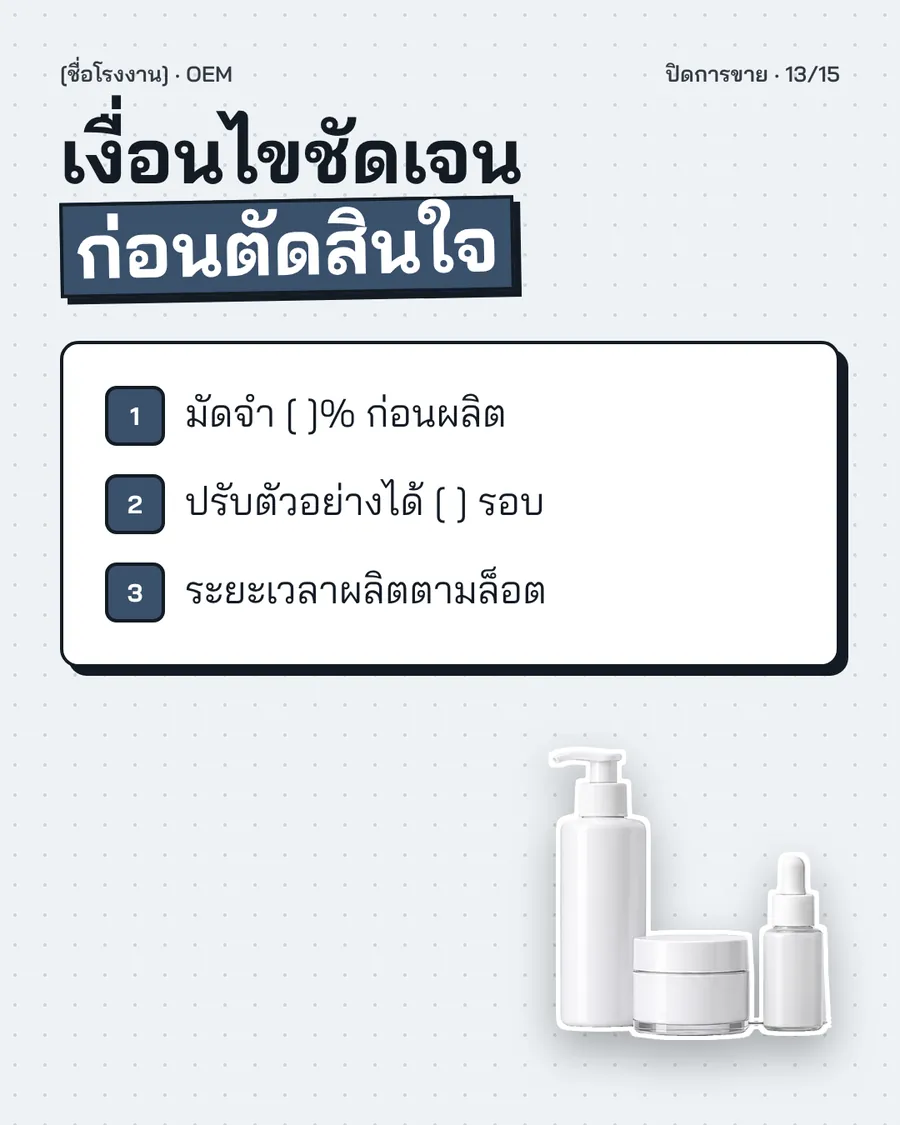 [ชื่อโรงงาน] · OEM
ปิดการขาย · 13/15
เงื่อนไขชัดเจน
ก่อนตัดสินใจ
1 มัดจำ [ ]% ก่อนผลิต
2 ปรับตัวอย่างได้ [ ] รอบ
3 ระยะเวลาผลิตตามล็อต